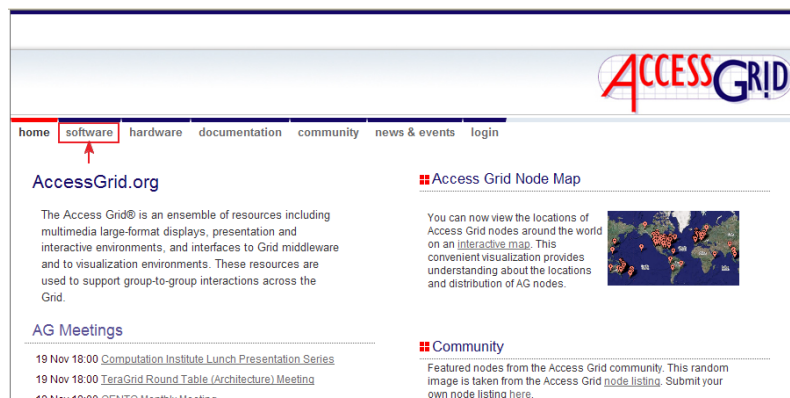 ACCESSGRID
home software hardware documentation community news & events login
AccessGrid.org
The Access Grid® is an ensemble of resources including
multimedia large-format displays, presentation and
interactive environments, and interfaces to Grid middleware
and to visualization environments. These resources are
used to support group-to-group interactions across the
Grid.
AG Meetings
19 Nov 18:00 Computation Institute Lunch Presentation Series
19 Nov 18:00 TeraGrid Round Table (Architecture) Meeting
Access Grid Node Map
You can now view the locations of
Access Grid nodes around the world
on an interactive map. This
convenient visualization provides
understanding about the locations
and distribution of AG nodes.
Community
Featured nodes from the Access Grid community. This random
image is taken from the Access Grid node listing. Submit your
own node listing here.